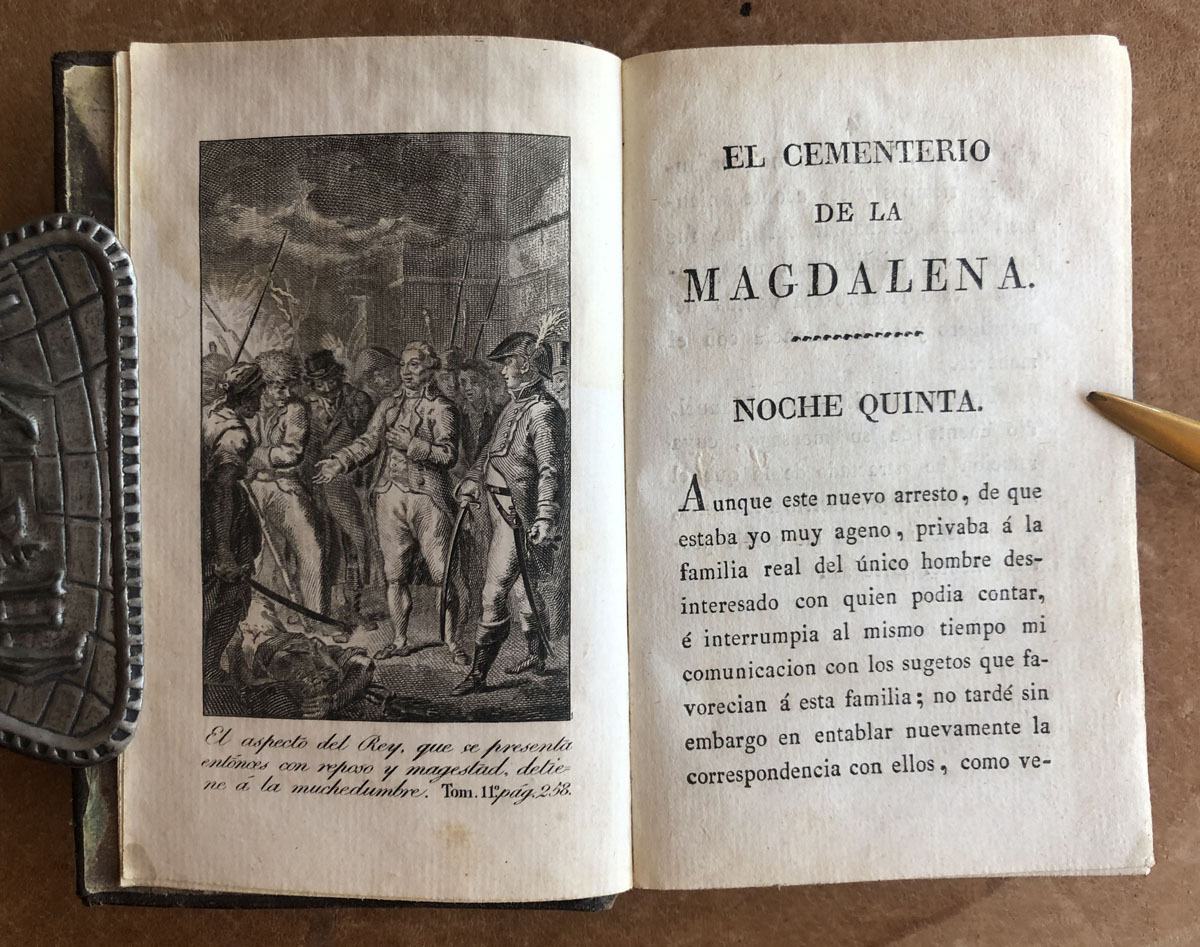 El aspecto del Rey, que se presenta
entónces con reposo y magestad, detie-
ne á la muchedumbre. Tom. 11º pág. 258.
EL CEMENTERIO
DE LA
MAGDALENA.
NOCHE QUINTA.
Aunque este nuevo arresto, de que
estaba yo muy ageno, privaba á la
familia real del único hombre des-
interesado con quien podia contar,
é interrumpia al mismo tiempo mi
comunicacion con los sugetos que fa-
vorecian á esta familia; no tardé sin
embargo en entablar nuevamente la
correspondencia con ellos, como ve-